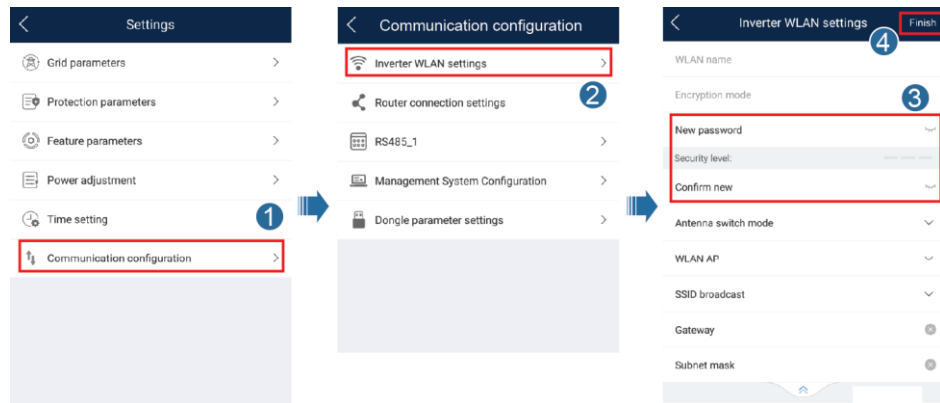 Settings
Grid parameters
Protection parameters
Feature parameters
Power adjustment
Time setting
1
Communication configuration
Communication configuration
Inverter WLAN settings
2
Router connection settings
RS485_1
Management System Configuration
Dongle parameter settings
Inverter WLAN settings
Finish
4
WLAN name
Encryption mode
3
New password
Security level:
Confirm new
Antenna switch mode
WLAN AP
SSID broadcast
Gateway
Subnet mask